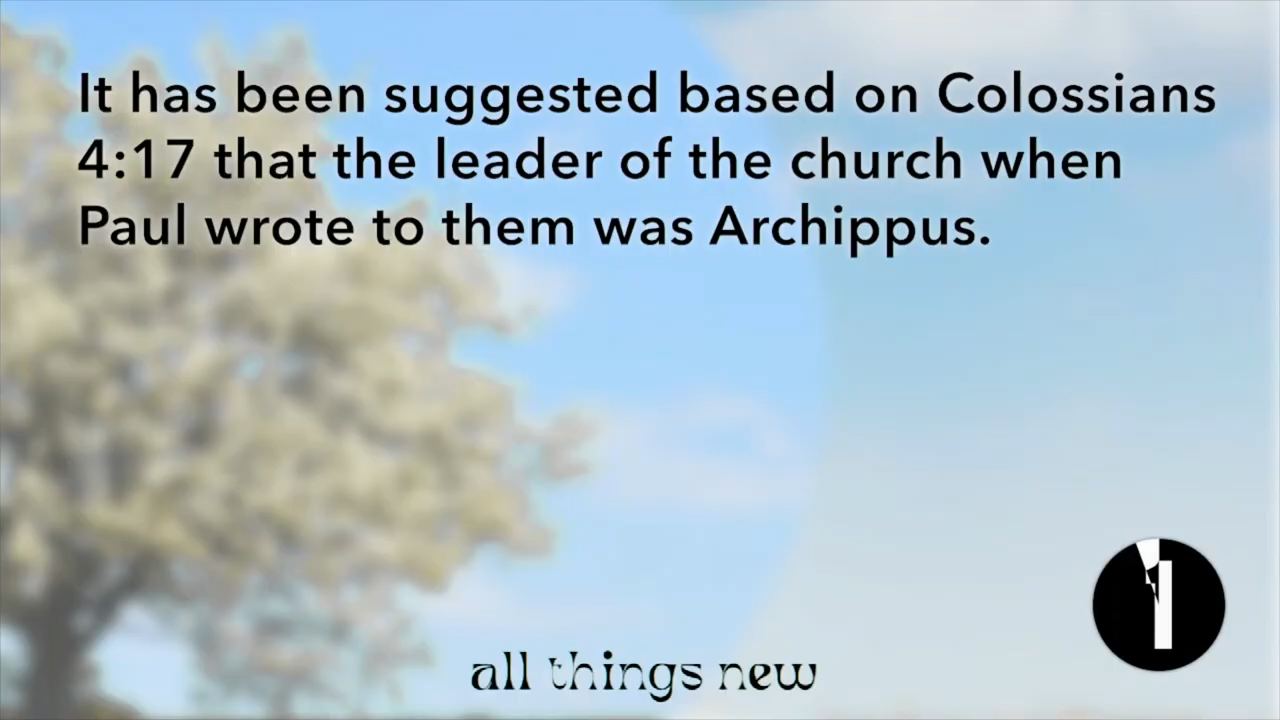 It has been suggested based on Colossians
4:17 that the leader of the church when
Paul wrote to them was Archippus.
all things new